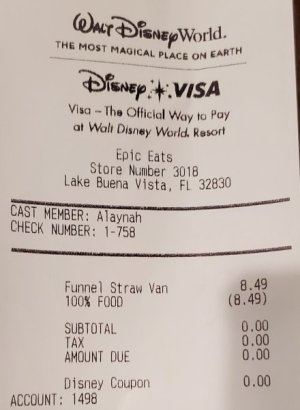 WALT DISNEY World.
THE MOST MAGICAL PLACE ON EARTH
DISNEY VISA
Visa – The Official Way to Pay
at Walt Disney World. Resort
Epic Eats
Store Number 3018
Lake Buena Vista, FL 32830
CAST MEMBER: Alaynah
CHECK NUMBER: 1-758
Funnel Straw Van 8.49
100% FOOD (8.49)
SUBTOTAL 0.00
TAX 0.00
AMOUNT DUE 0.00
Disney Coupon 0.00
ACCOUNT: 1498